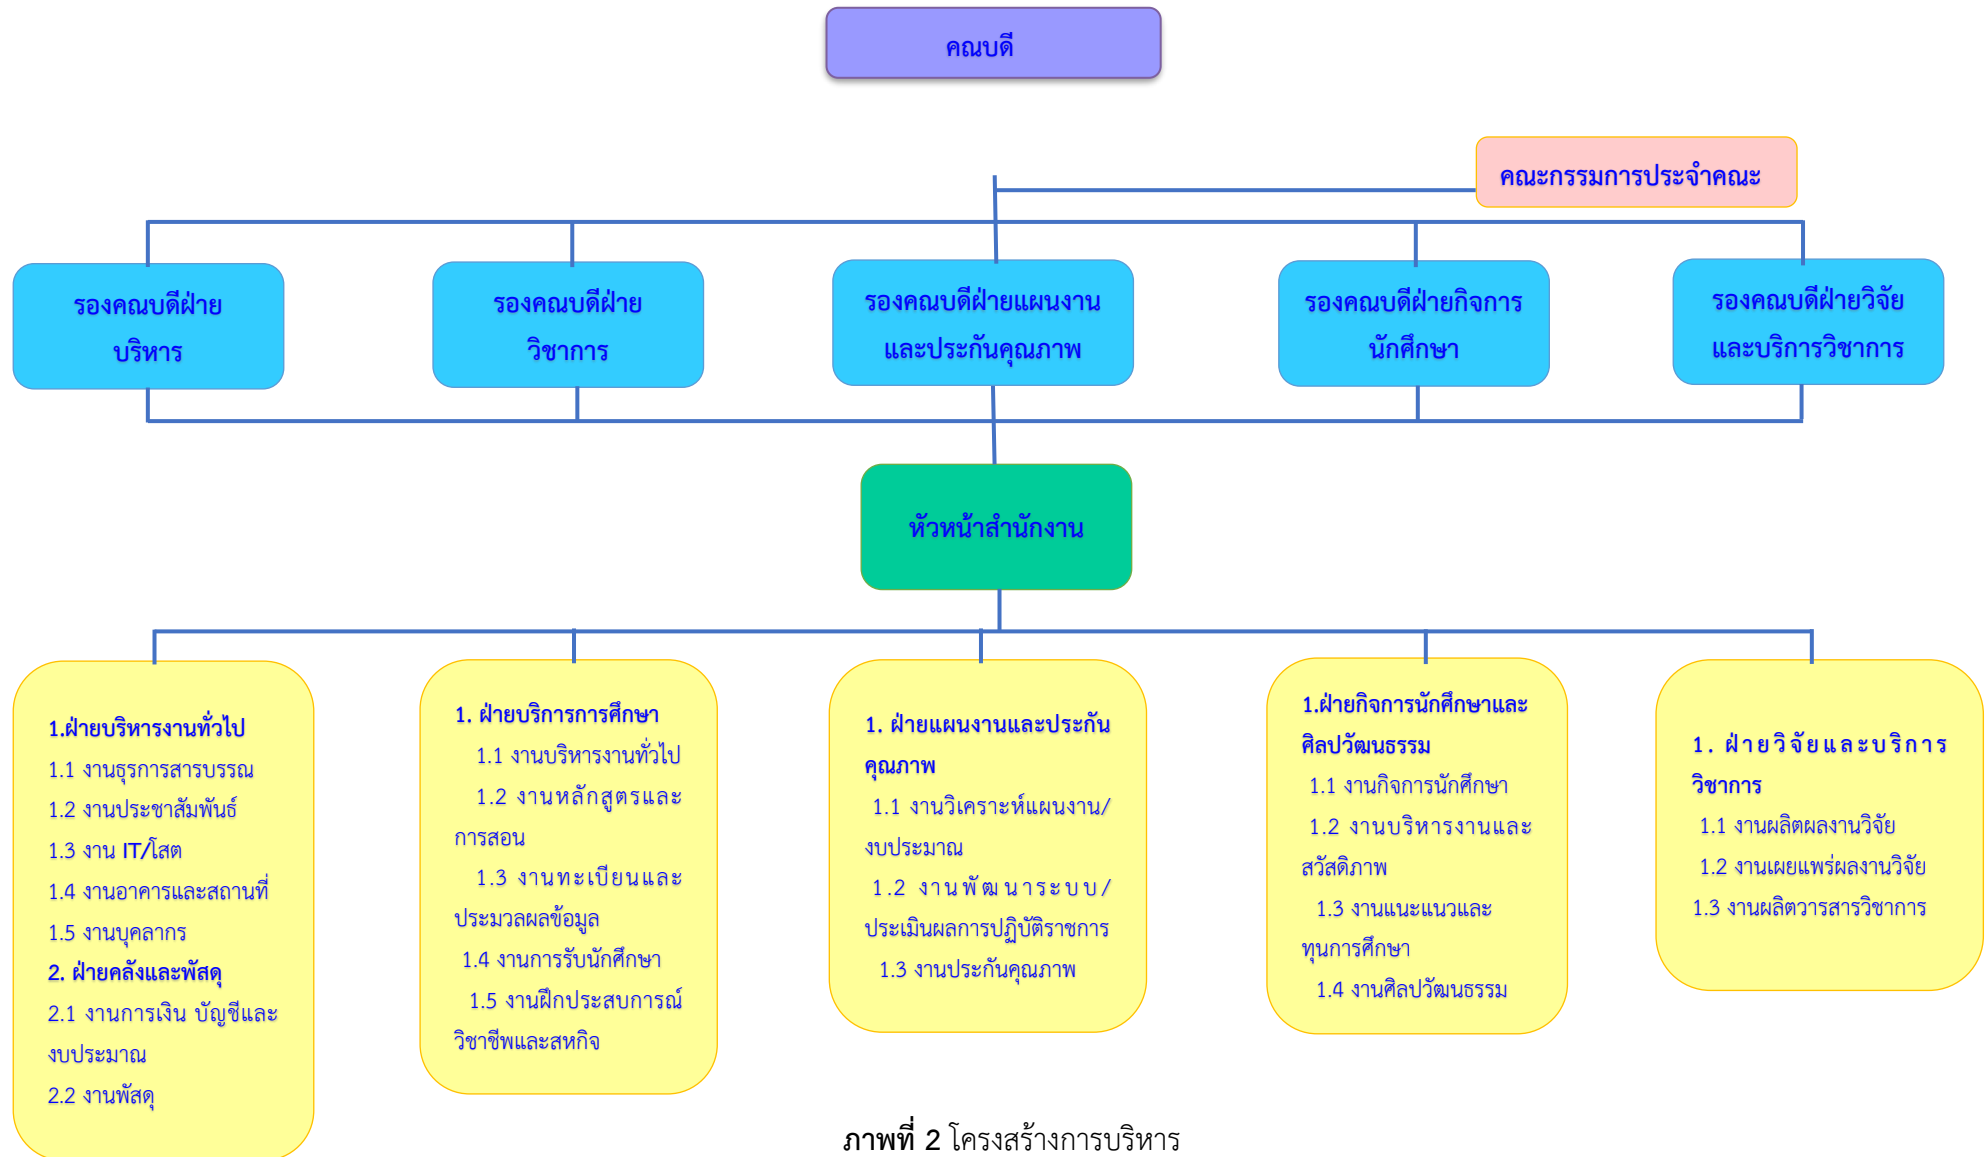 คณบดี
คณะกรรมการประจำคณะ
รองคณบดีฝ่าย
บริหาร
รองคณบดีฝ่าย
วิชาการ
รองคณบดีฝ่ายแผนงาน
และประกันคุณภาพ
รองคณบดีฝ่ายกิจการ
นักศึกษา
รองคณบดีฝ่ายวิจัย
และบริการวิชาการ
หัวหน้าสำนักงาน
1.ฝ่ายบริหารงานทั่วไป
1.1 งานธุรการสารบรรณ
1.2 งานประชาสัมพันธ์
1.3 งาน IT/โสต
1.4 งานอาคารและสถานที่
1.5 งานบุคลากร
2. ฝ่ายคลังและพัสดุ
2.1 งานการเงิน บัญชีและ
งบประมาณ
2.2 งานพัสดุ
1. ฝ่ายบริการการศึกษา
1.1 งานบริหารงานทั่วไป
1.2 งานหลักสูตรและ
การสอน
1.3 งานทะเบียนและ
ประมวลผลข้อมูล
1.4 งานการรับนักศึกษา
1.5 งานฝึกประสบการณ์
วิชาชีพและสหกิจ
1. ฝ่ายแผนงานและประกัน
คุณภาพ
1.1 งานวิเคราะห์แผนงาน/
งบประมาณ
1.2 งานพัฒนาระบบ/
ประเมินผลการปฏิบัติราชการ
1.3 งานประกันคุณภาพ
1.ฝ่ายกิจการนักศึกษาและ
ศิลปวัฒนธรรม
1.1 งานกิจการนักศึกษา
1.2 งานบริหารงานและ
สวัสดิภาพ
1.3 งานแนะแนวและ
ทุนการศึกษา
1.4 งานศิลปวัฒนธรรม
1. ฝ่ายวิจัยและบริการ
วิชาการ
1.1 งานผลิตผลงานวิจัย
1.2 งานเผยแพร่ผลงานวิจัย
1.3 งานผลิตวารสารวิชาการ
ภาพที่ 2 โครงสร้างการบริหาร